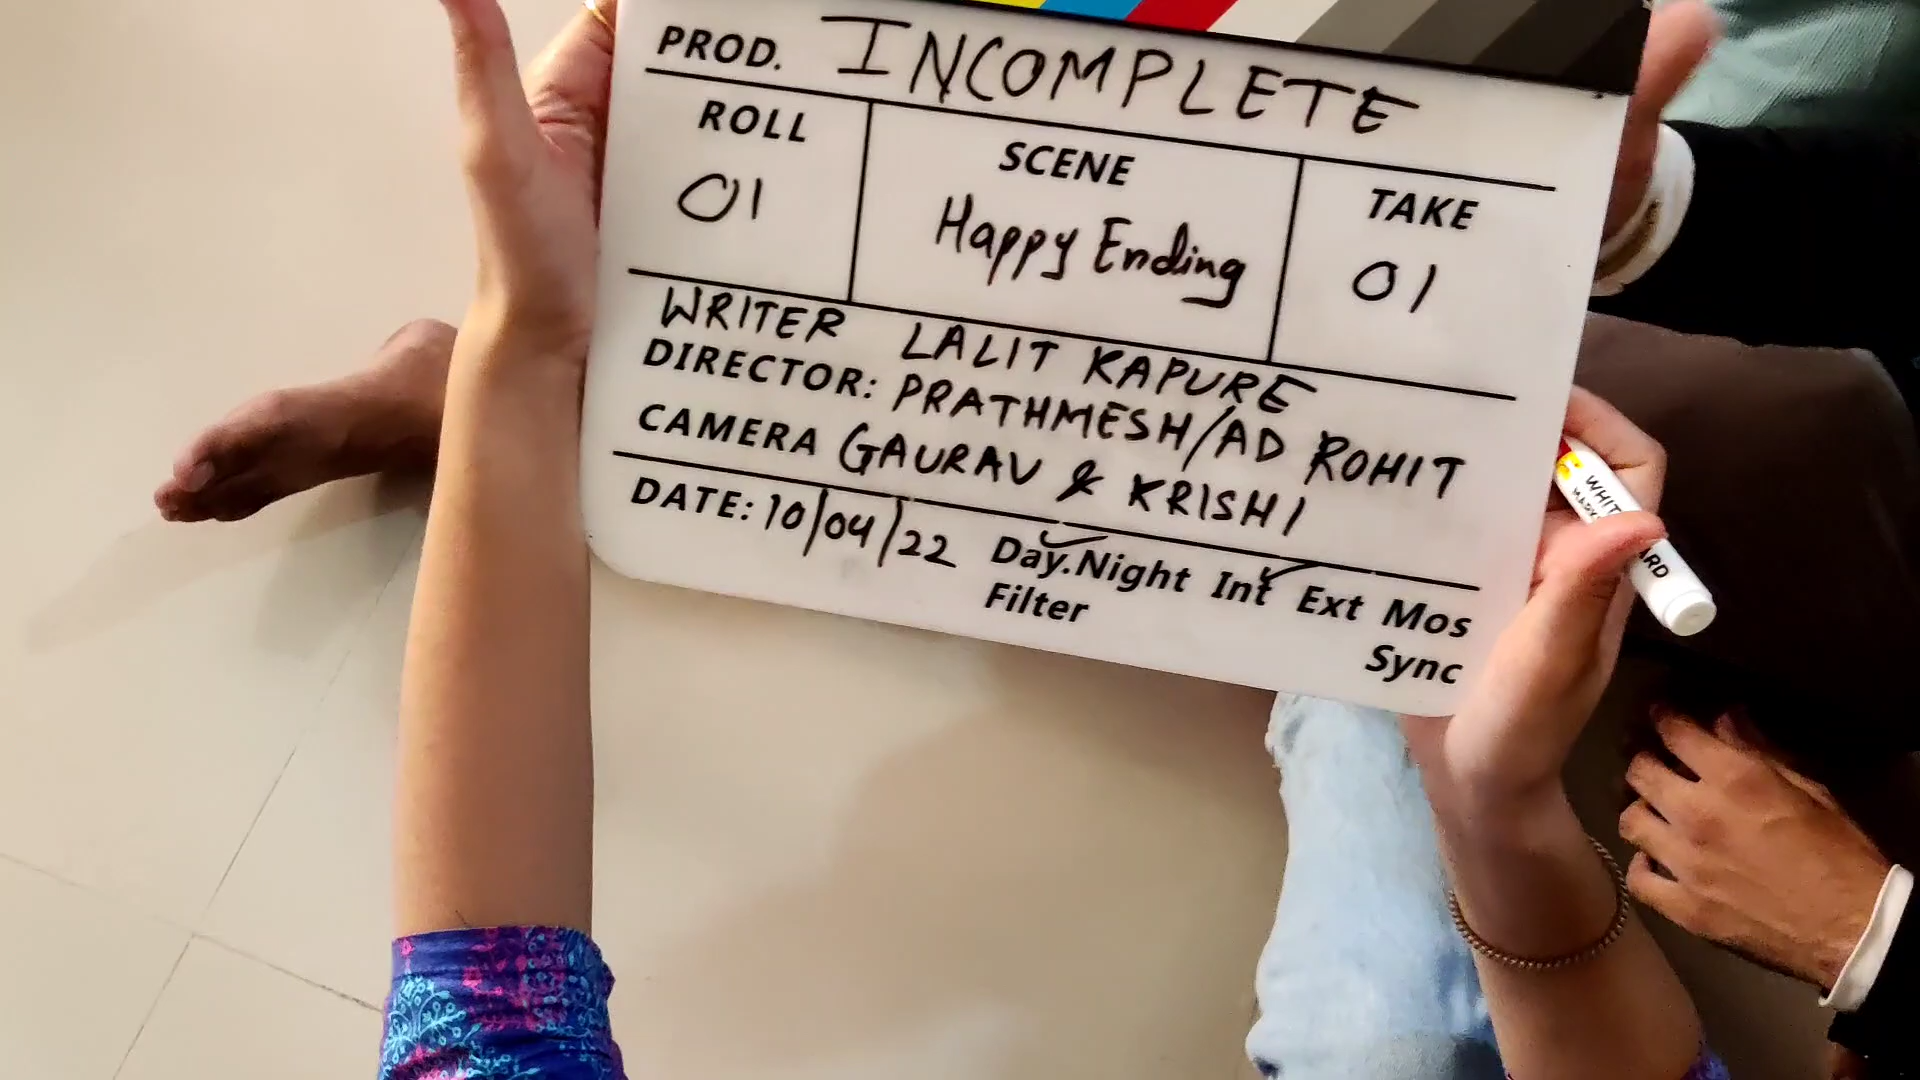 PROD. INCOMPLETE
ROLL SCENE TAKE
01 Happy Ending 01
WRITER LALIT KAPURE
DIRECTOR: PRATHMESH/AD ROHIT
CAMERA GAURAV & KRISHI
DATE: 10/04/22 Day.Night Int Ext Mos
Filter Sync